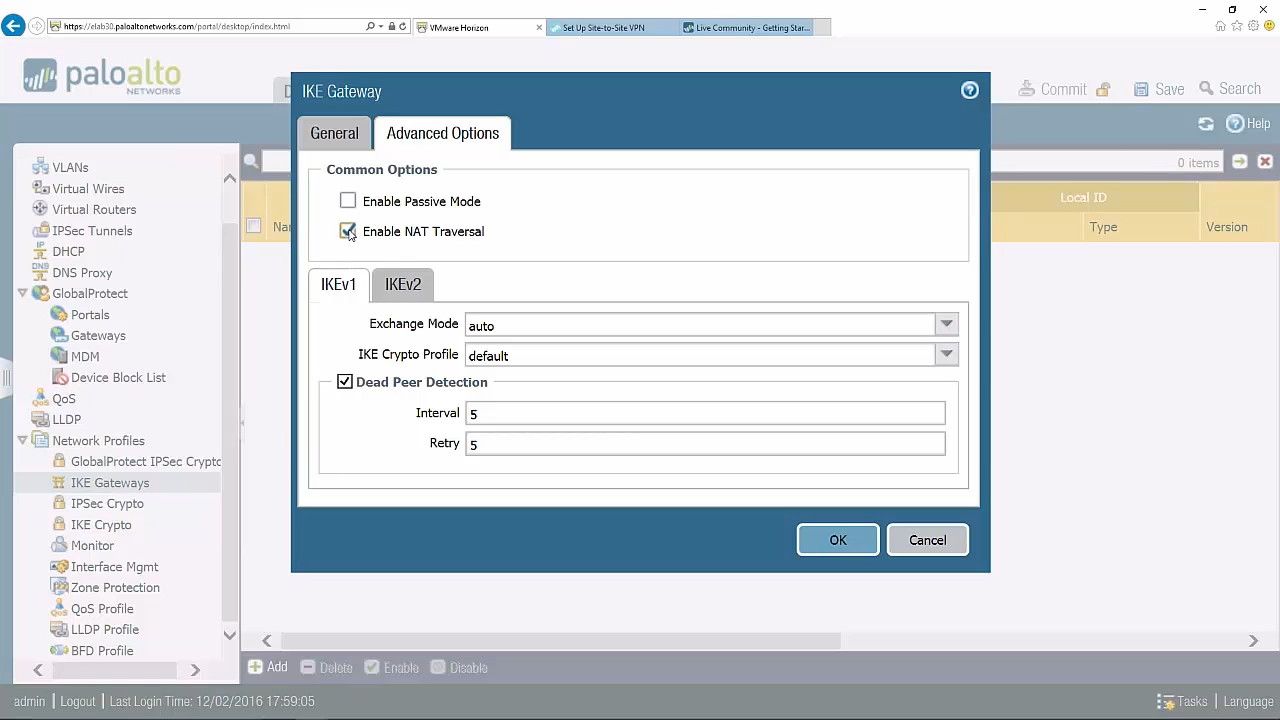 https://elab30.paloaltonetworks.com/portal/desktop/index.html
VMware Horizon
Set Up Site-to-Site VPN
Live Community - Getting Star...
paloalto
NETWORKS
D
Commit
Save
Search
Help
VLANs
Virtual Wires
Virtual Routers
IPSec Tunnels
DHCP
DNS Proxy
GlobalProtect
Portals
Gateways
MDM
Device Block List
QoS
LLDP
Network Profiles
GlobalProtect IPSec Crypto
IKE Gateways
IPSec Crypto
IKE Crypto
Monitor
Interface Mgmt
Zone Protection
QoS Profile
LLDP Profile
BFD Profile
0 items
Nan
Local ID
Type
Version
IKE Gateway
General
Advanced Options
Common Options
Enable Passive Mode
Enable NAT Traversal
IKEv1
IKEv2
Exchange Mode auto
IKE Crypto Profile default
Dead Peer Detection
Interval 5
Retry 5
OK
Cancel
Add
Delete
Enable
Disable
admin | Logout | Last Login Time: 12/02/2016 17:59:05
Tasks | Language